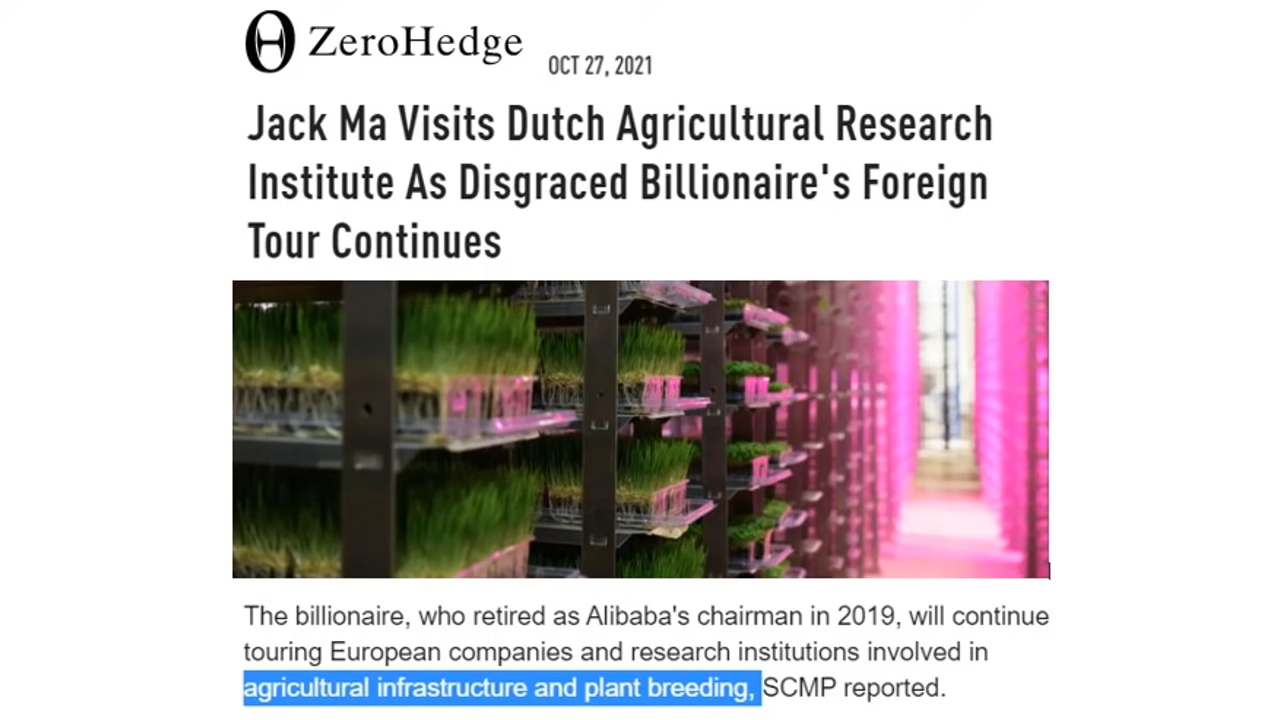 ZeroHedge
OCT 27, 2021
Jack Ma Visits Dutch Agricultural Research
Institute As Disgraced Billionaire's Foreign
Tour Continues
The billionaire, who retired as Alibaba's chairman in 2019, will continue
touring European companies and research institutions involved in
agricultural infrastructure and plant breeding, SCMP reported.